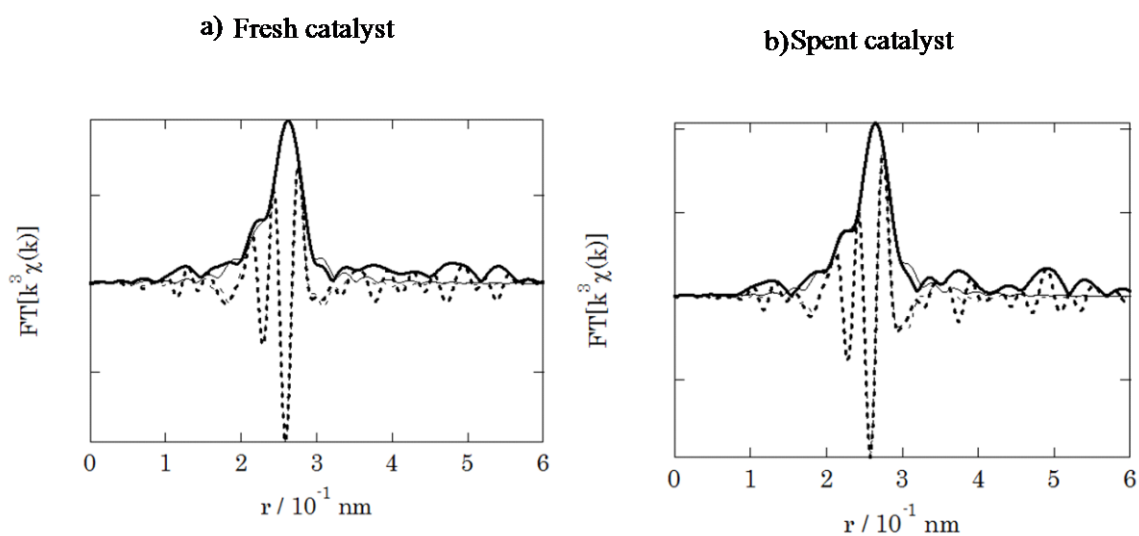 a) Fresh catalyst
b)Spent catalyst
FT[k³χ(k)]
0 1 2 3 4 5 6
r / 10⁻¹ nm
FT[k³χ(k)]
0 1 2 3 4 5 6
r / 10⁻¹ nm